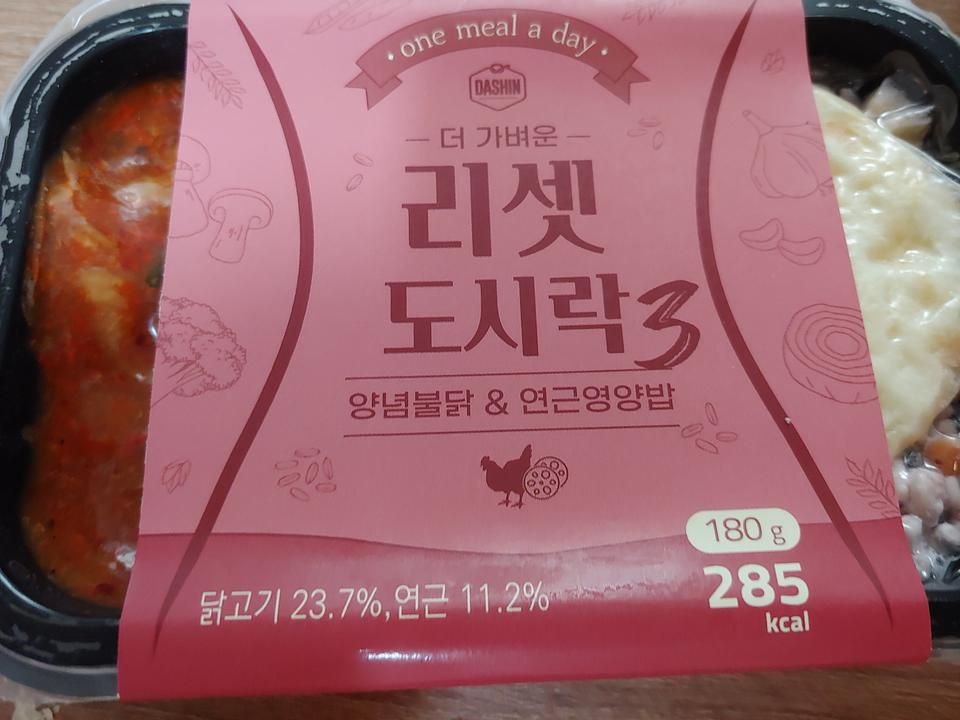 one meal a day
DASHIN
더 가벼운
리셋
도시락3
양념불닭 & 연근영양밥
180 g
285
kcal
닭고기 23.7%,연근 11.2%